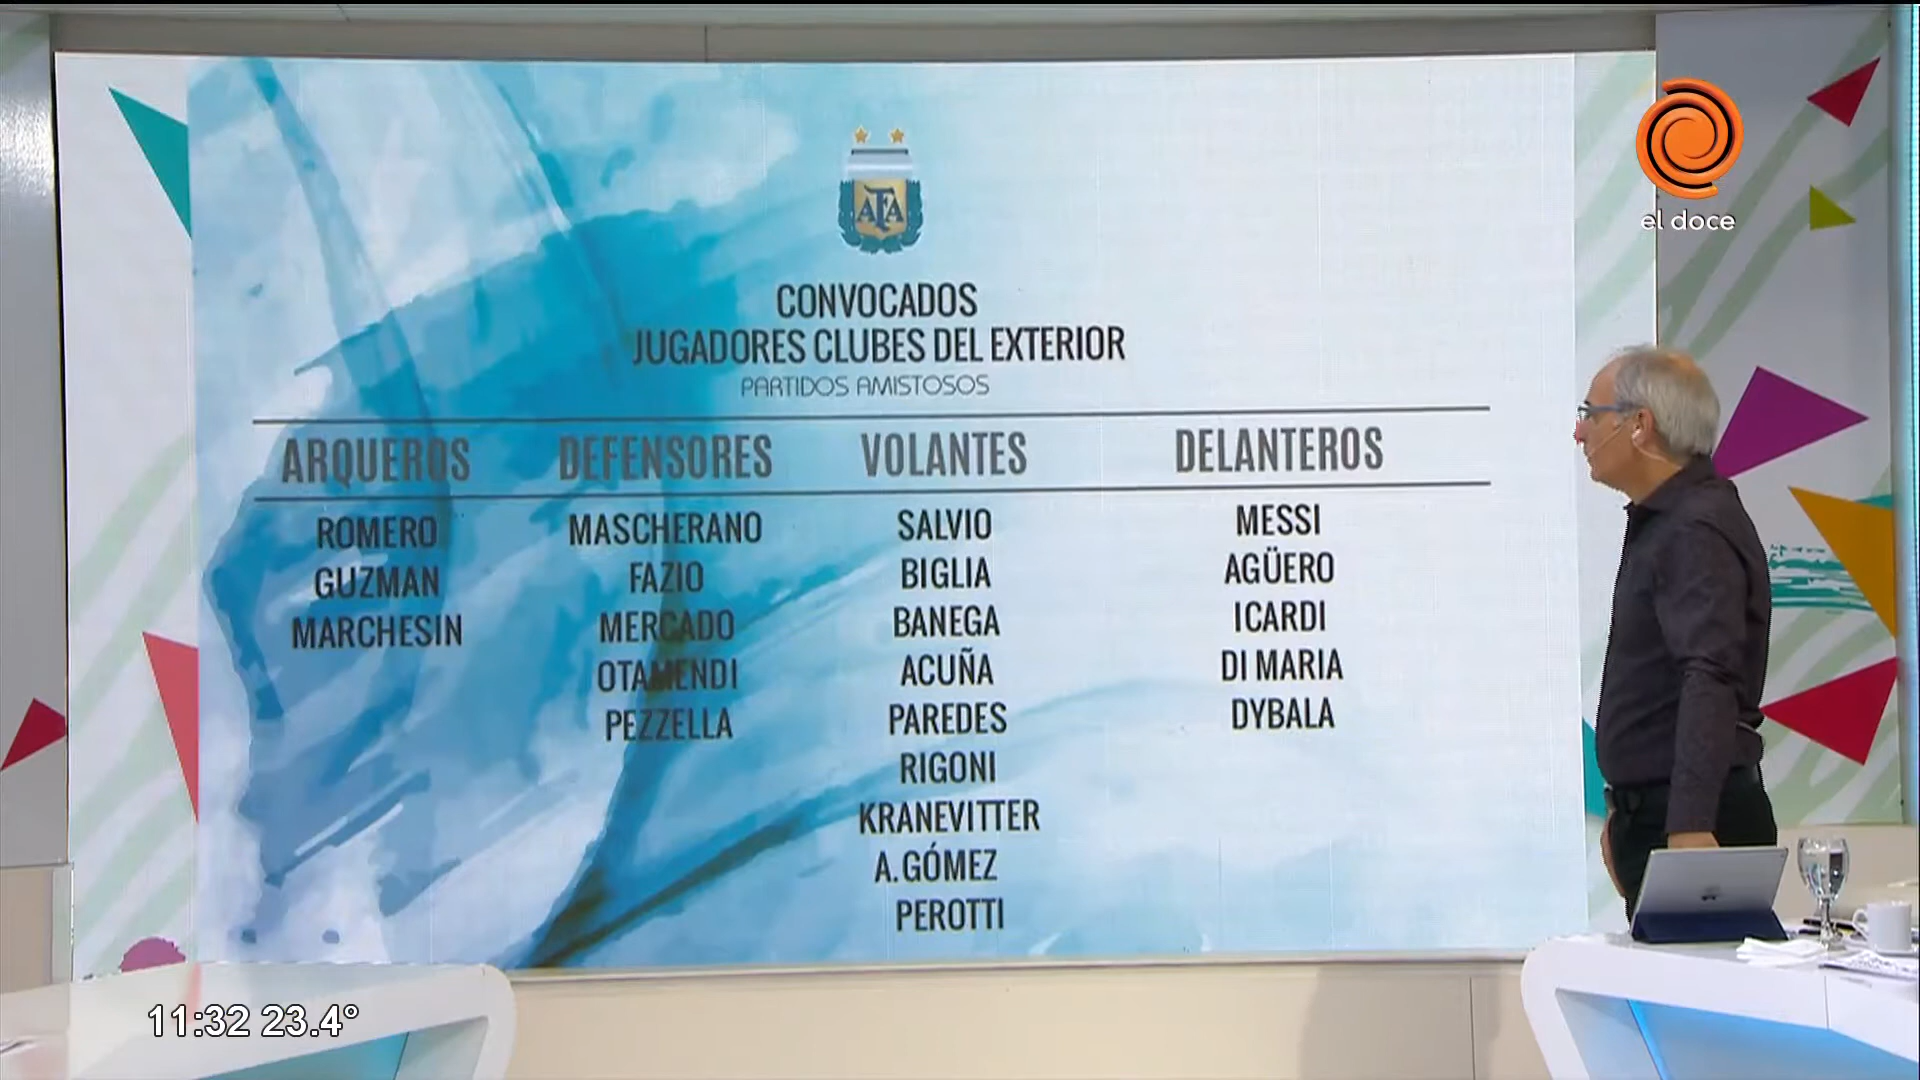 AFA
el doce
CONVOCADOS
JUGADORES CLUBES DEL EXTERIOR
PARTIDOS AMISTOSOS
ARQUEROS
ROMERO
GUZMAN
MARCHESIN
DEFENSORES
MASCHERANO
FAZIO
MERCADO
OTAMENDI
PEZZELLA
VOLANTES
SALVIO
BIGLIA
BANEGA
ACUÑA
PAREDES
RIGONI
KRANEVITTER
A.GÓMEZ
PEROTTI
DELANTEROS
MESSI
AGÜERO
ICARDI
DI MARIA
DYBALA
11:32 23.4°